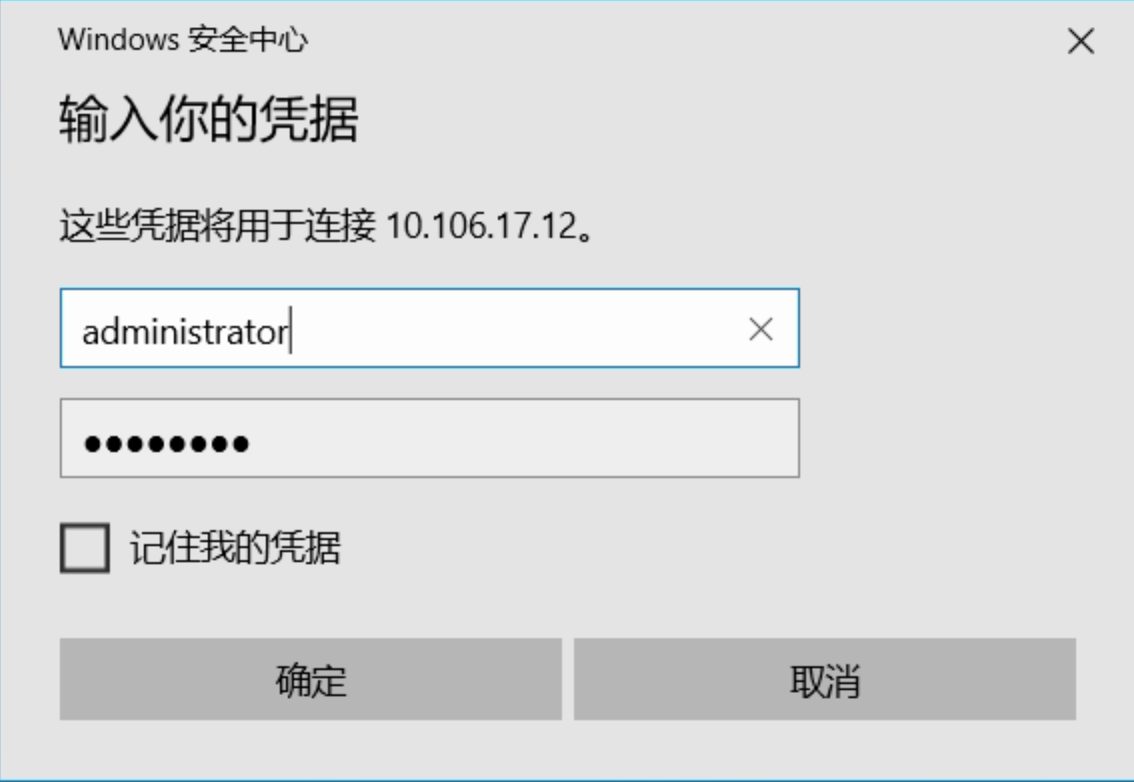 Windows 安全中心
输入你的凭据
这些凭据将用于连接 10.106.17.12。
administrator
••••••••
记住我的凭据
确定
取消